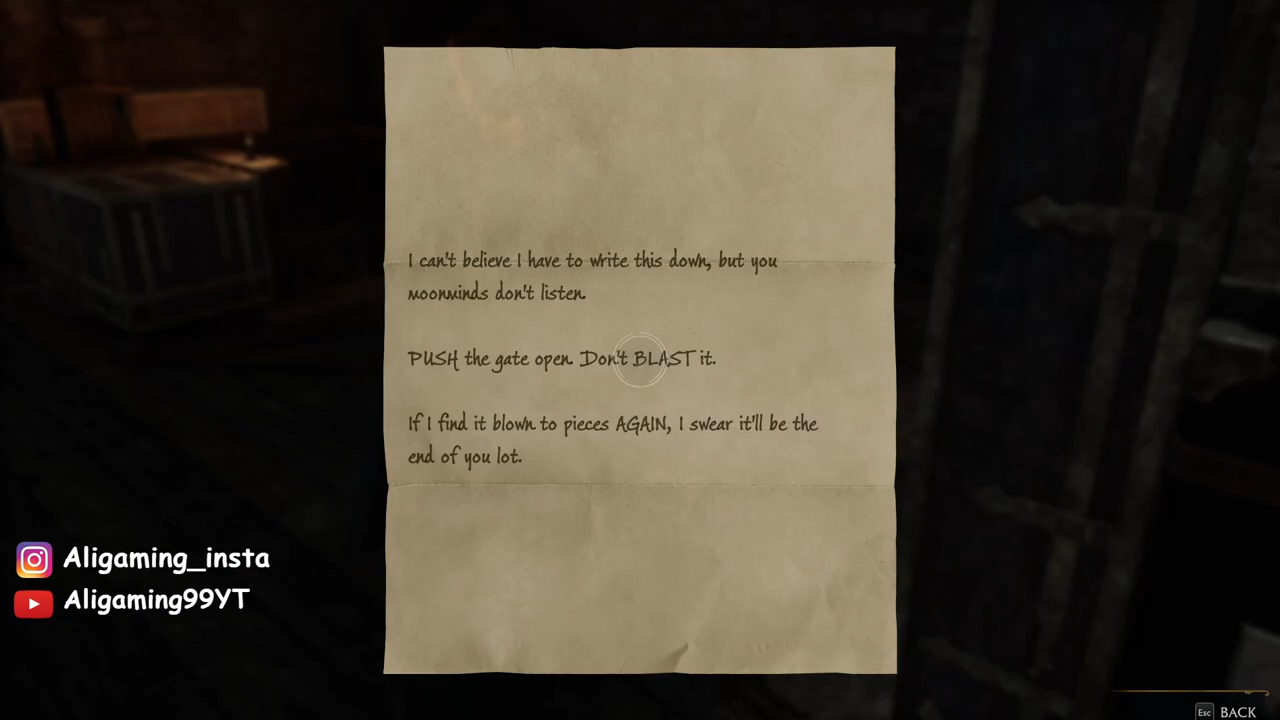 I can't believe I have to write this down, but you
moonminds don't listen.
PUSH the gate open. Don't BLAST it.
If I find it blown to pieces AGAIN, I swear it'll be the
end of you lot.
Aligaming_insta
Aligaming99YT
Esc BACK